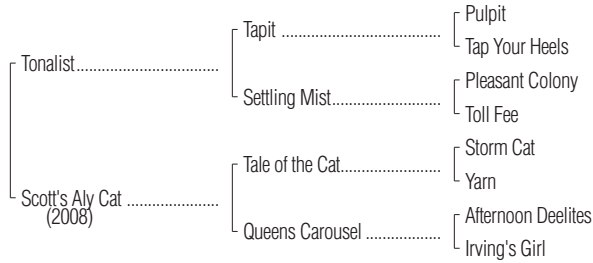 Pulpit
Tapit
Tap Your Heels
Tonalist
Pleasant Colony
Settling Mist
Toll Fee
Storm Cat
Tale of the Cat
Yarn
Scott's Aly Cat
(2008)
Afternoon Deelites
Queens Carousel
Irving's Girl